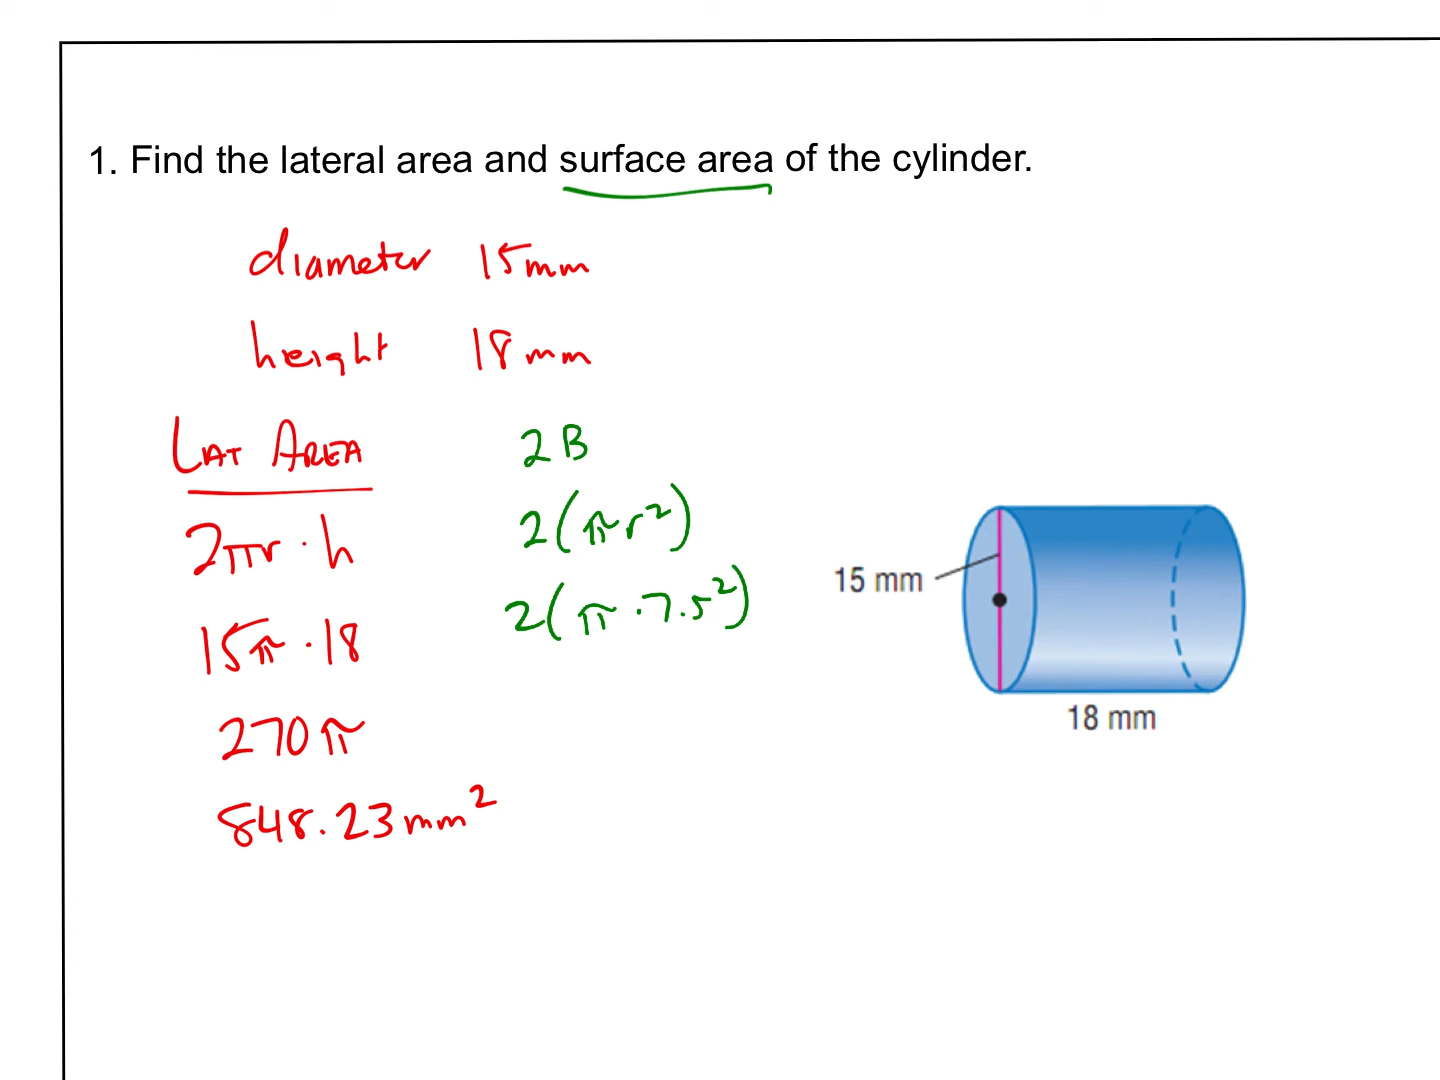 1. Find the lateral area and surface area of the cylinder.
diameter 15mm
height 18mm
LAT AREA
2πr · h
15π · 18
270π
848.23mm²
2B
2(πr²)
2(π · 7.5²)
15 mm
18 mm